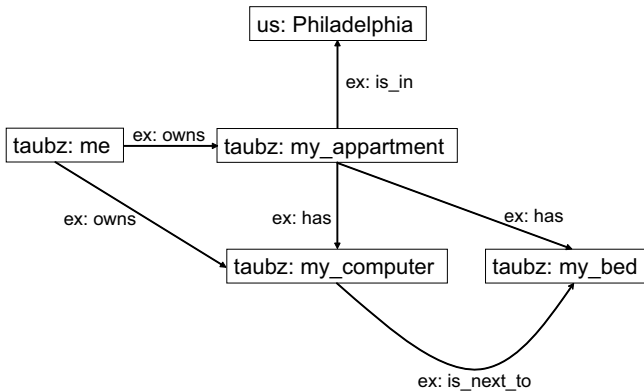 us: Philadelphia
ex: is_in
taubz: me
ex: owns
taubz: my_appartment
ex: owns
ex: has
ex: has
taubz: my_computer
taubz: my_bed
ex: is_next_to